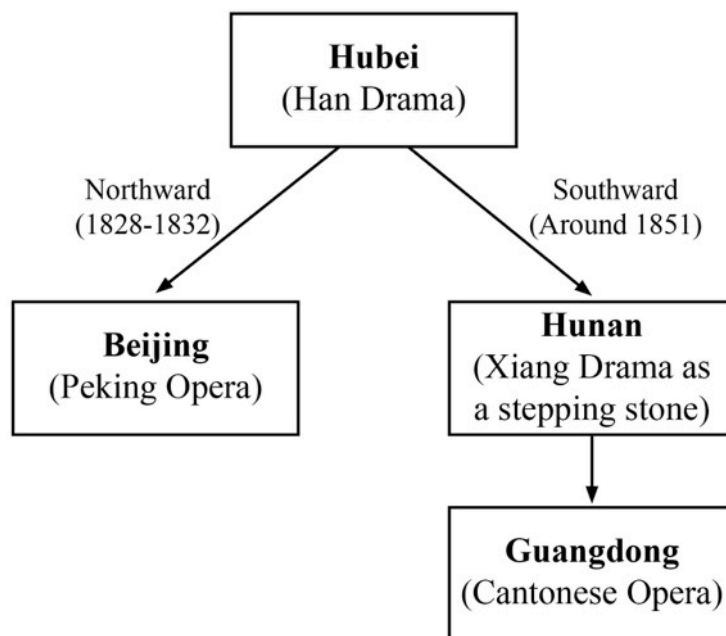 Hubei
(Han Drama)
Northward
(1828-1832)
Southward
(Around 1851)
Beijing
(Peking Opera)
Hunan
(Xiang Drama as
a stepping stone)
Guangdong
(Cantonese Opera)